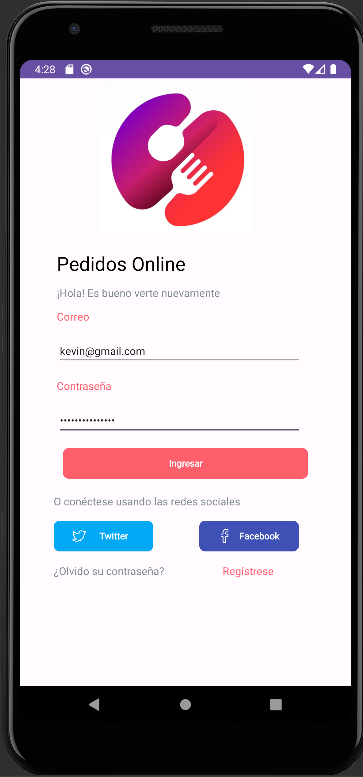 4:28
Pedidos Online
¡Hola! Es bueno verte nuevamente
Correo
kevin@gmail.com
Contraseña
•••••••••••••••
Ingresar
O conéctese usando las redes sociales
Twitter Facebook
¿Olvido su contraseña? Regístrese